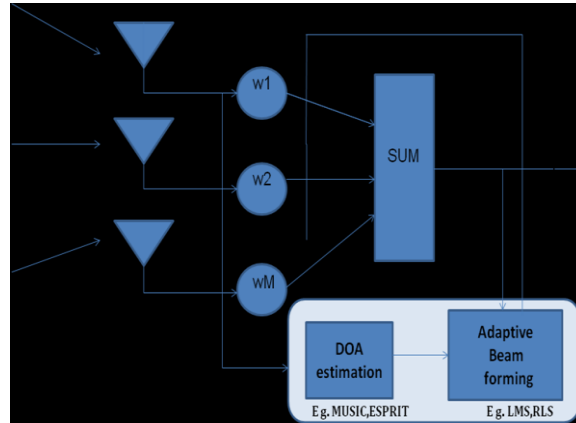 w1
w2
SUM
wM
DOA
estimation
Adaptive
Beam
forming
E g. MUSIC,ESPRIT
E g. LMS,RLS